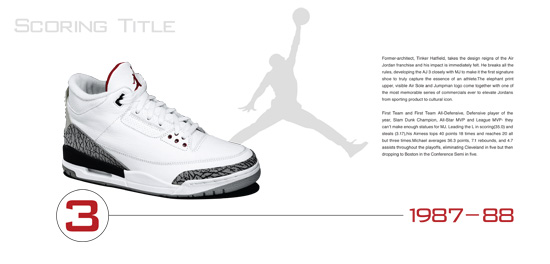 Scoring Title
Former-architect, Tinker Hatfield, takes the design reigns of the Air
Jordan franchise and his impact is immediately felt. He breaks all the
rules, developing the AJ 3 closely with MJ to make it the first signature
shoe to truly capture the essence of an athlete.The elephant print
upper, visible Air Sole and Jumpman logo come together with one of
the most memorable series of commercials ever to elevate Jordans
from sporting product to cultural icon.
First Team and First Team All-Defensive, Defensive player of the
year, Slam Dunk Champion, All-Star MVP and League MVP: they
can't make enough statues for MJ. Leading the L in scoring(35.0) and
steals (3.17),his Airness tops 40 points 18 times and reaches 20 all
but three times.Michael averages 36.3 points, 7.1 rebounds, and 4.7
assists throughout the playoffs, eliminating Cleveland in five but then
dropping to Boston in the Conference Semi in five.
3
1987-88